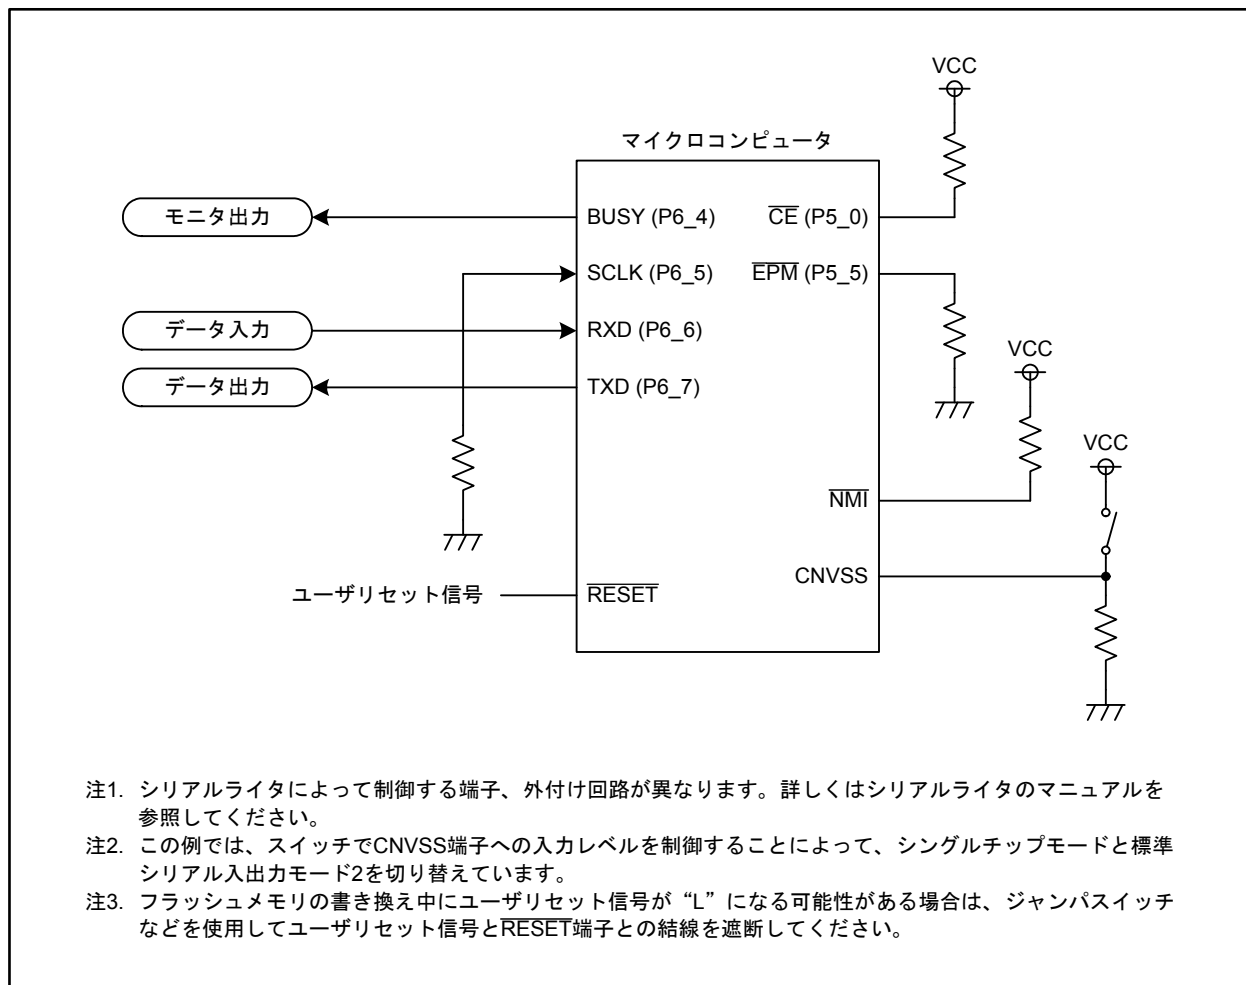 VCC
マイクロコンピュータ
モニタ出力
BUSY (P6_4)
CE (P5_0)
SCLK (P6_5)
EPM (P5_5)
データ入力
RXD (P6_6)
VCC
データ出力
TXD (P6_7)
VCC
NMI
CNVSS
ユーザリセット信号
RESET
注1. シリアルライタによって制御する端子、外付け回路が異なります。詳しくはシリアルライタのマニュアルを
参照してください。
注2. この例では、スイッチでCNVSS端子への入力レベルを制御することによって、シングルチップモードと標準
シリアル入出力モード2を切り替えています。
注3. フラッシュメモリの書き換え中にユーザリセット信号が“L”になる可能性がある場合は、ジャンパスイッチ
などを使用してユーザリセット信号とRESET端子との結線を遮断してください。